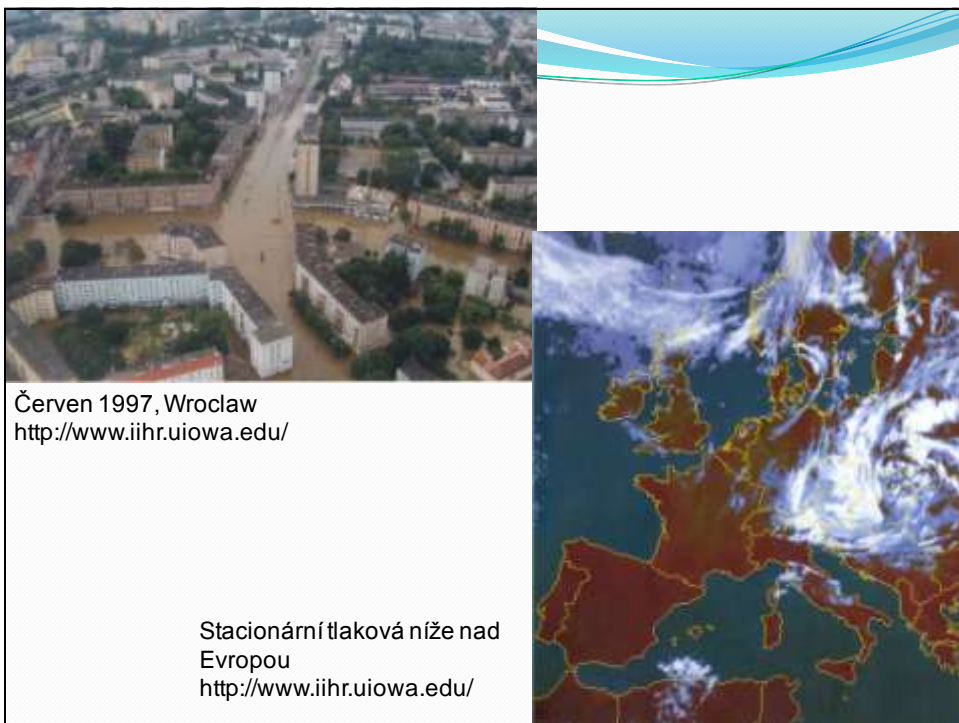 Červen 1997, Wroclaw
http://www.iihr.uiowa.edu/
Stacionární tlaková níže nad
Evropou
http://www.iihr.uiowa.edu/